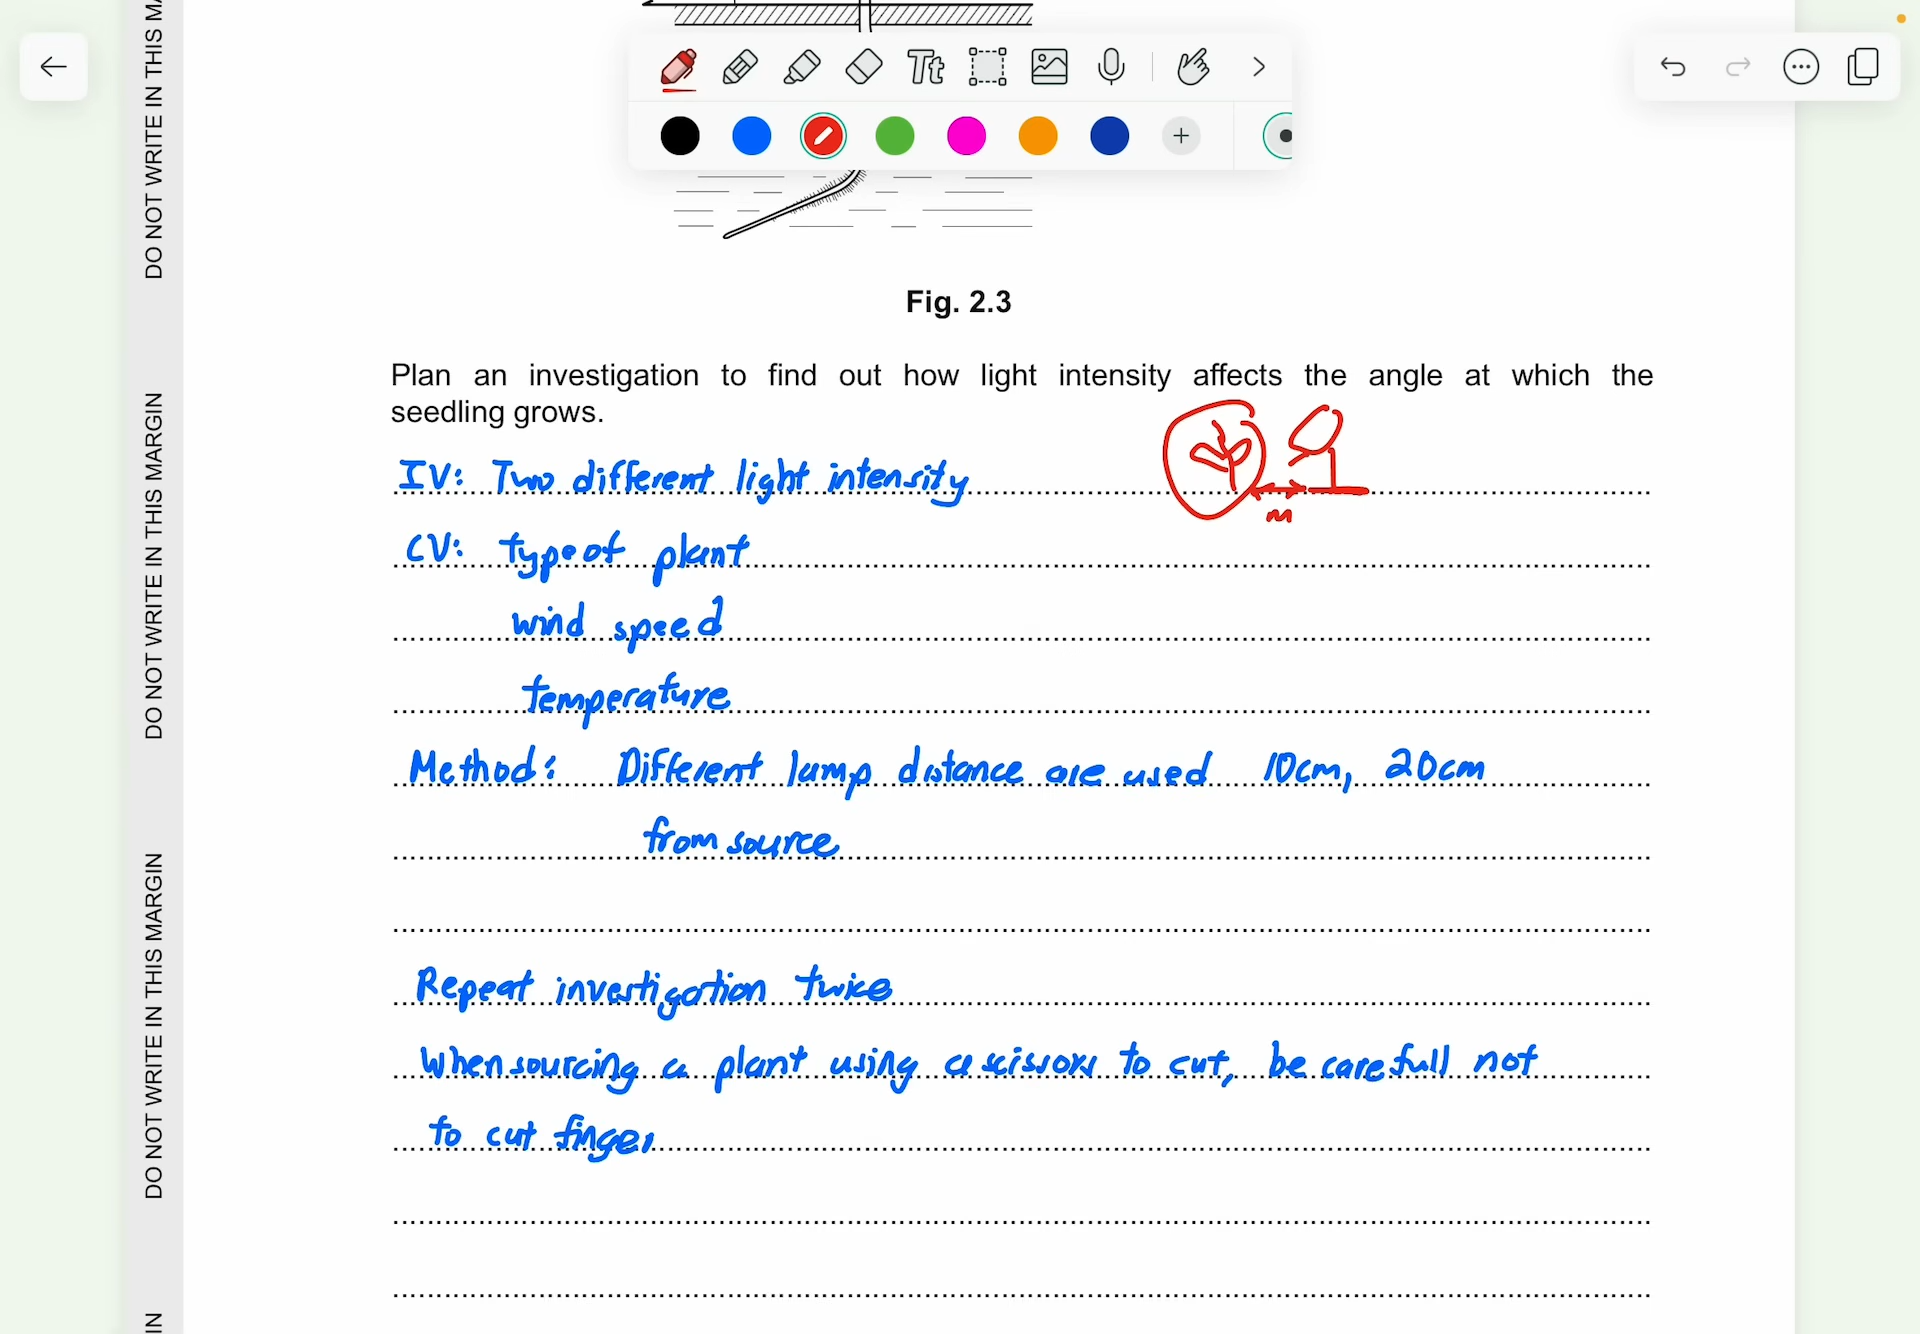 DO NOT WRITE IN THIS MA
DO NOT WRITE IN THIS MARGIN
DO NOT WRITE IN THIS MARGIN
IN
Tt
Fig. 2.3
Plan an investigation to find out how light intensity affects the angle at which the
seedling grows.
IV: Two different light intensity
m
CV: type of plant
wind speed
temperature
Method: Different lamp distance are used 10cm, 20cm
from source
Repeat investigation twice
When sourcing a plant using a scissors to cut, be carefull not
to cut finger